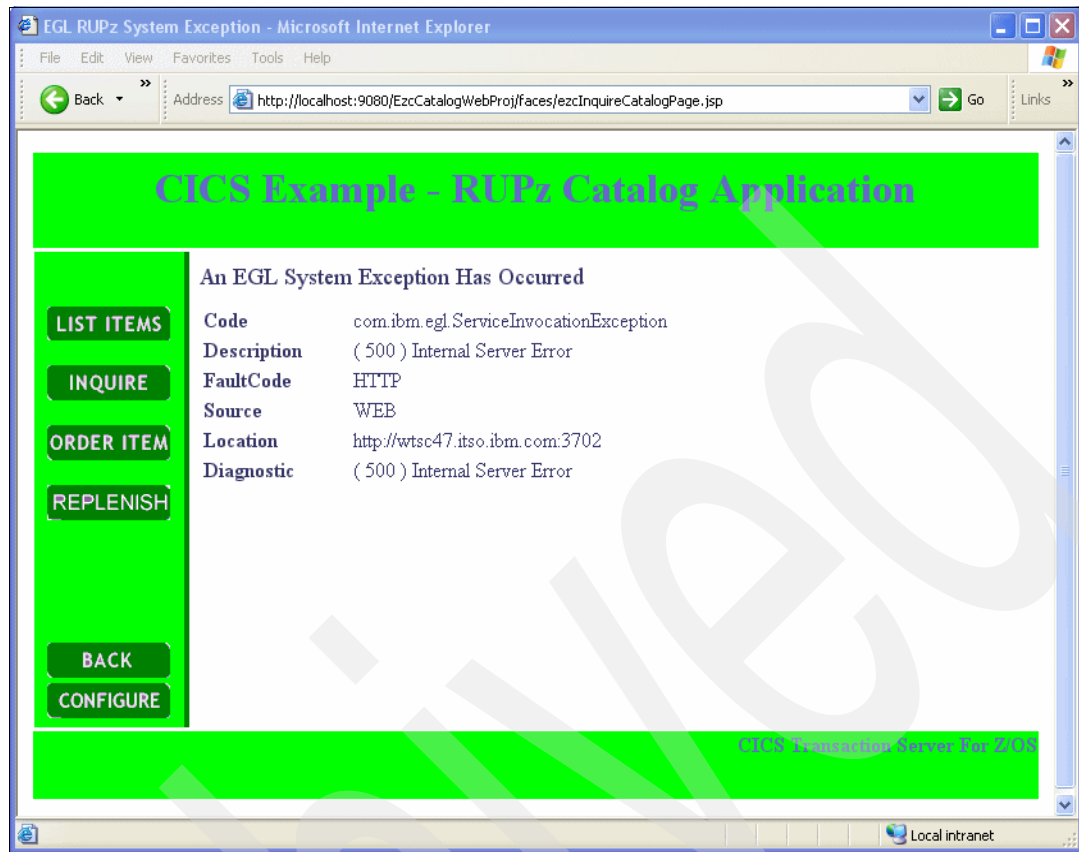 EGL RUPz System Exception - Microsoft Internet Explorer
File Edit View Favorites Tools Help
Back Address http://localhost:9080/EzcCatalogWebProj/faces/ezcInquireCatalogPage.jsp Go Links
CICS Example - RUPz Catalog Application
An EGL System Exception Has Occurred
LIST ITEMS
INQUIRE
ORDER ITEM
REPLENISH
BACK
CONFIGURE
Code com.ibm.egl.ServiceInvocationException
Description ( 500 ) Internal Server Error
FaultCode HTTP
Source WEB
Location http://wtsc47.itso.ibm.com:3702
Diagnostic ( 500 ) Internal Server Error
CICS Transaction Server For Z/OS
Local intranet